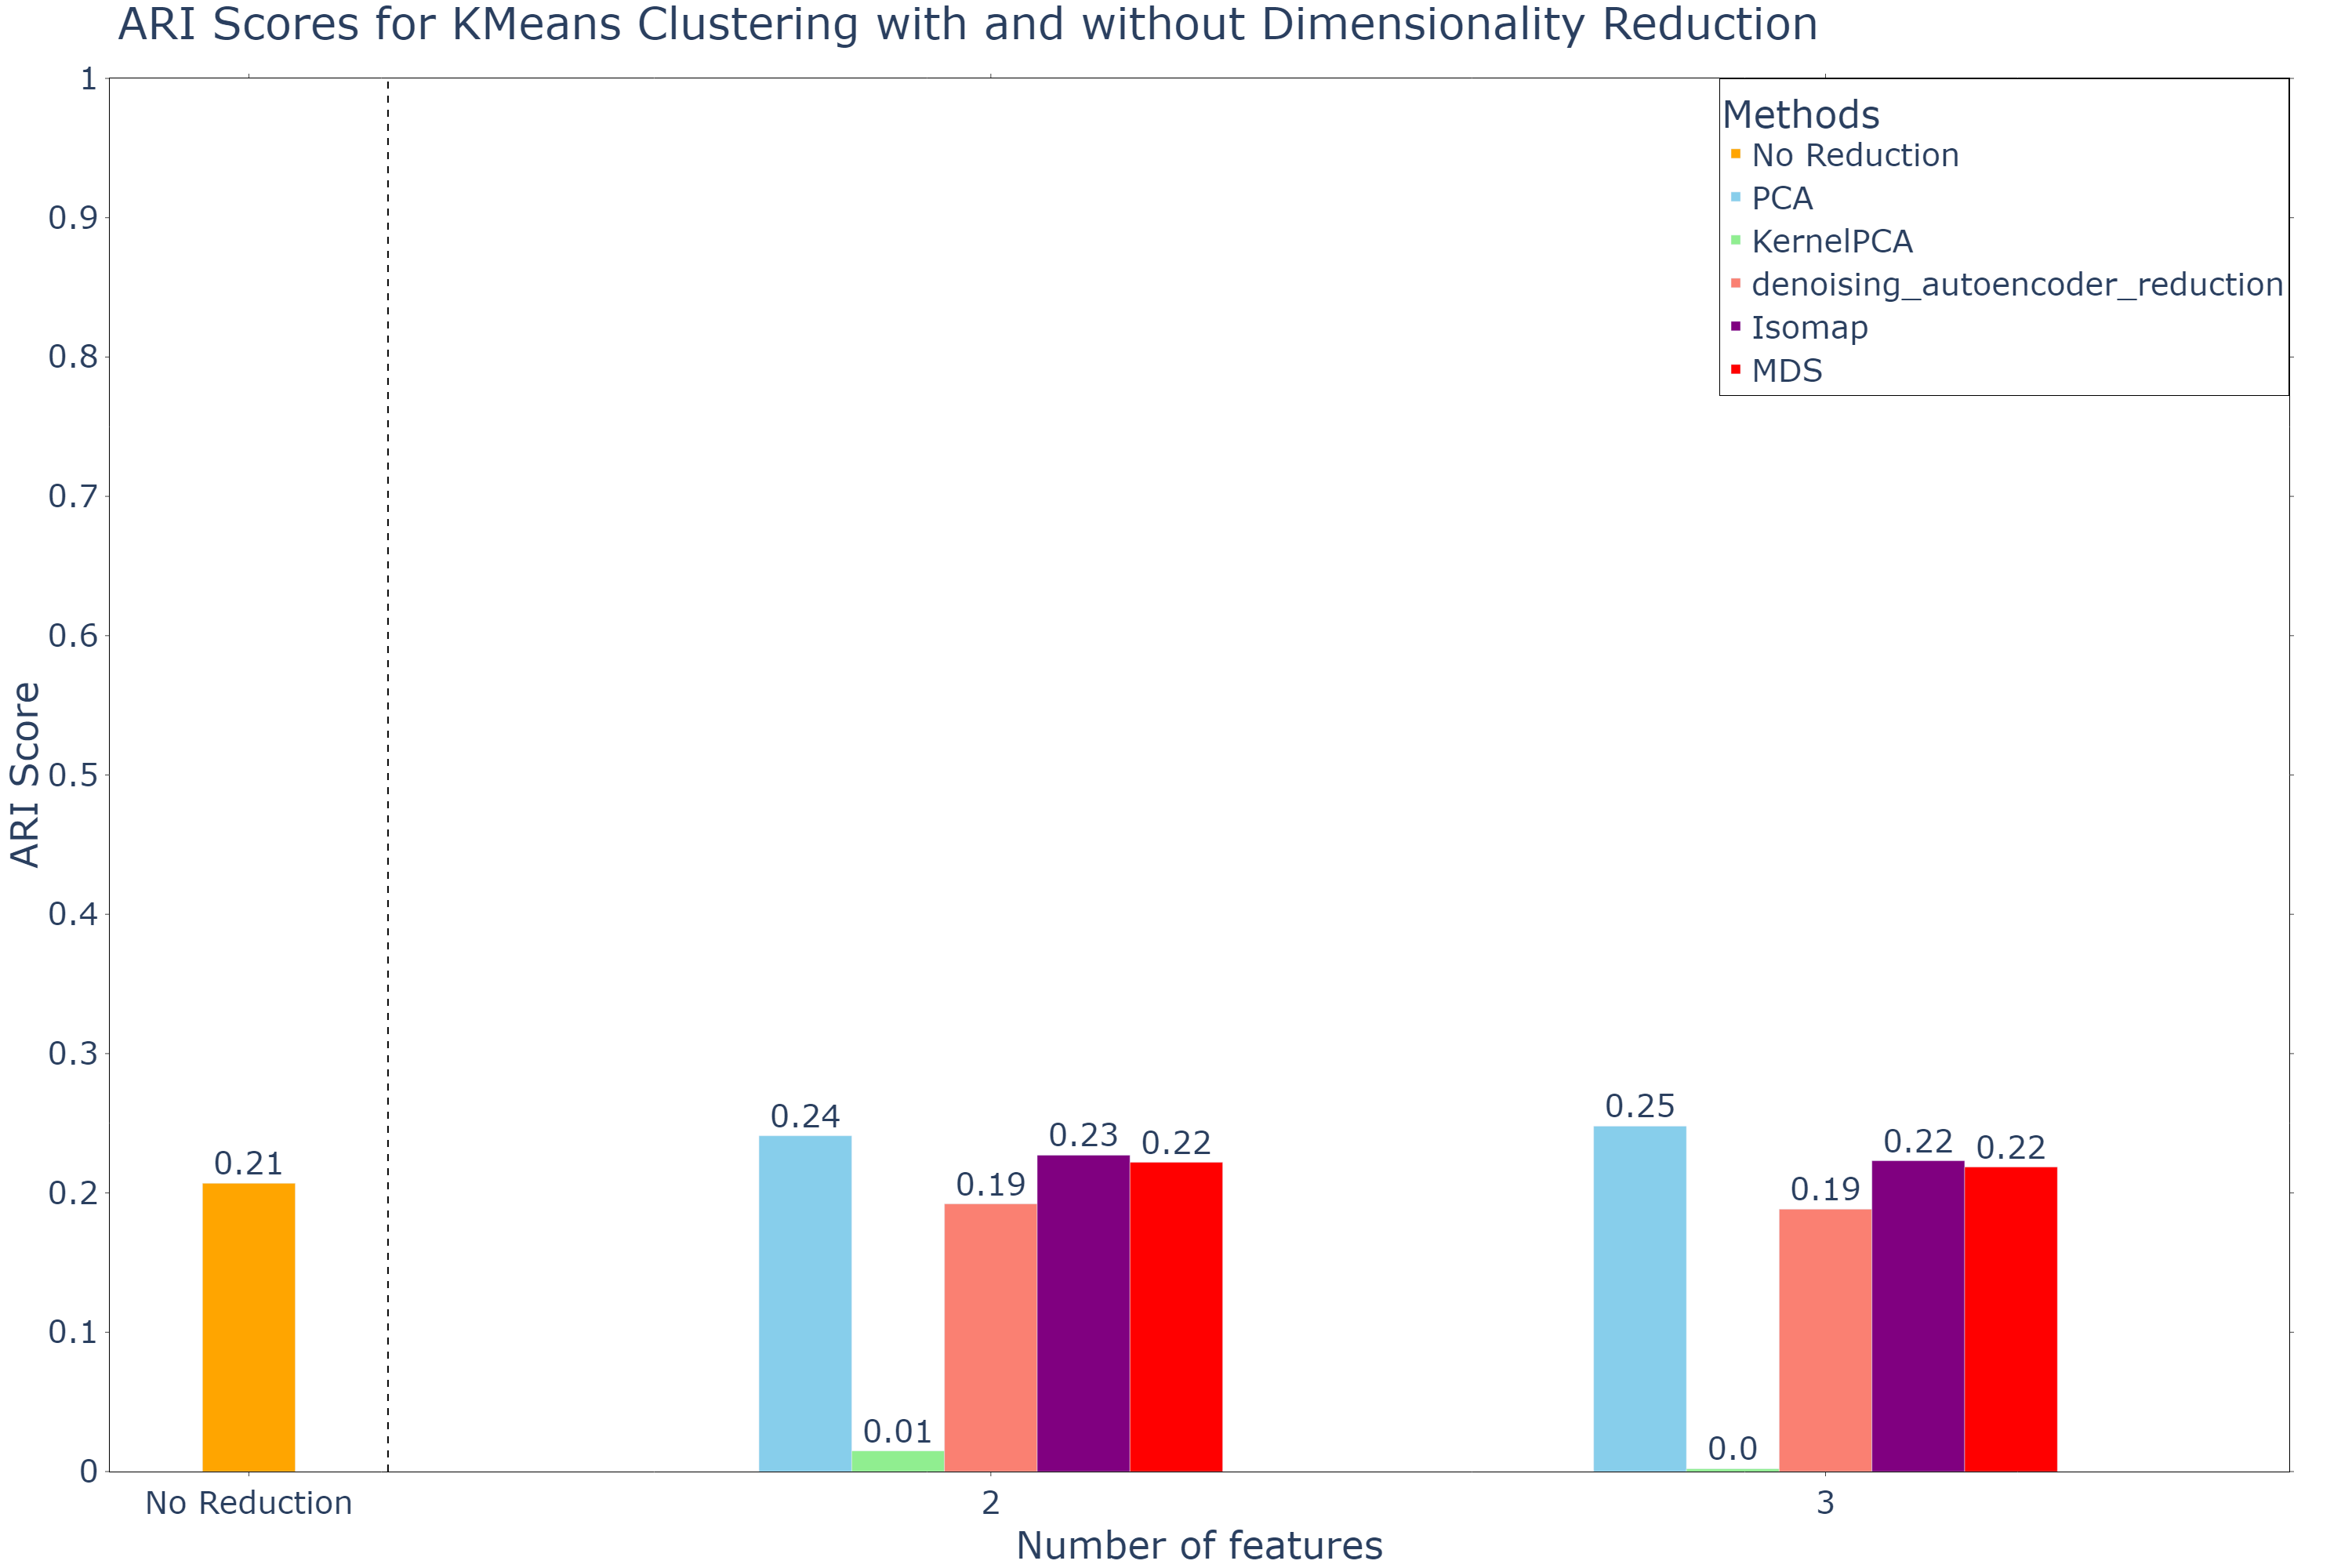 ARI Scores for KMeans Clustering with and without Dimensionality Reduction
Methods
No Reduction
PCA
KernelPCA
denoising_autoencoder_reduction
Isomap
MDS
ARI Score
1
0.9
0.8
0.7
0.6
0.5
0.4
0.3
0.2
0.1
0
0.21
0.24
0.01
0.19
0.23
0.22
0.25
0.0
0.19
0.22
0.22
No Reduction
2
3
Number of features